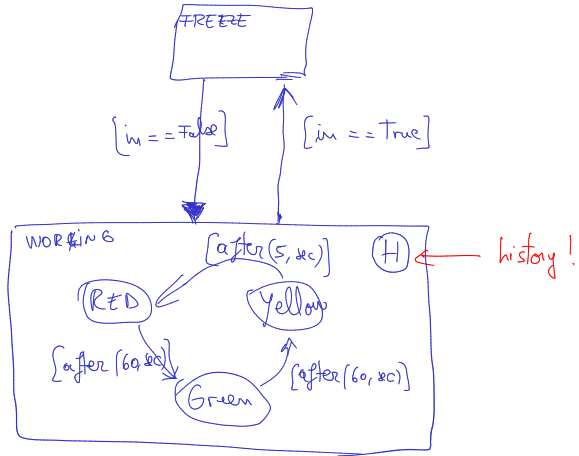 FREEZE
[in == False]
[in == True]
WORKING
[after(5, sec)]
H
history!
RED
Yellow
[after(60, sec)]
[after(60, sec)]
Green